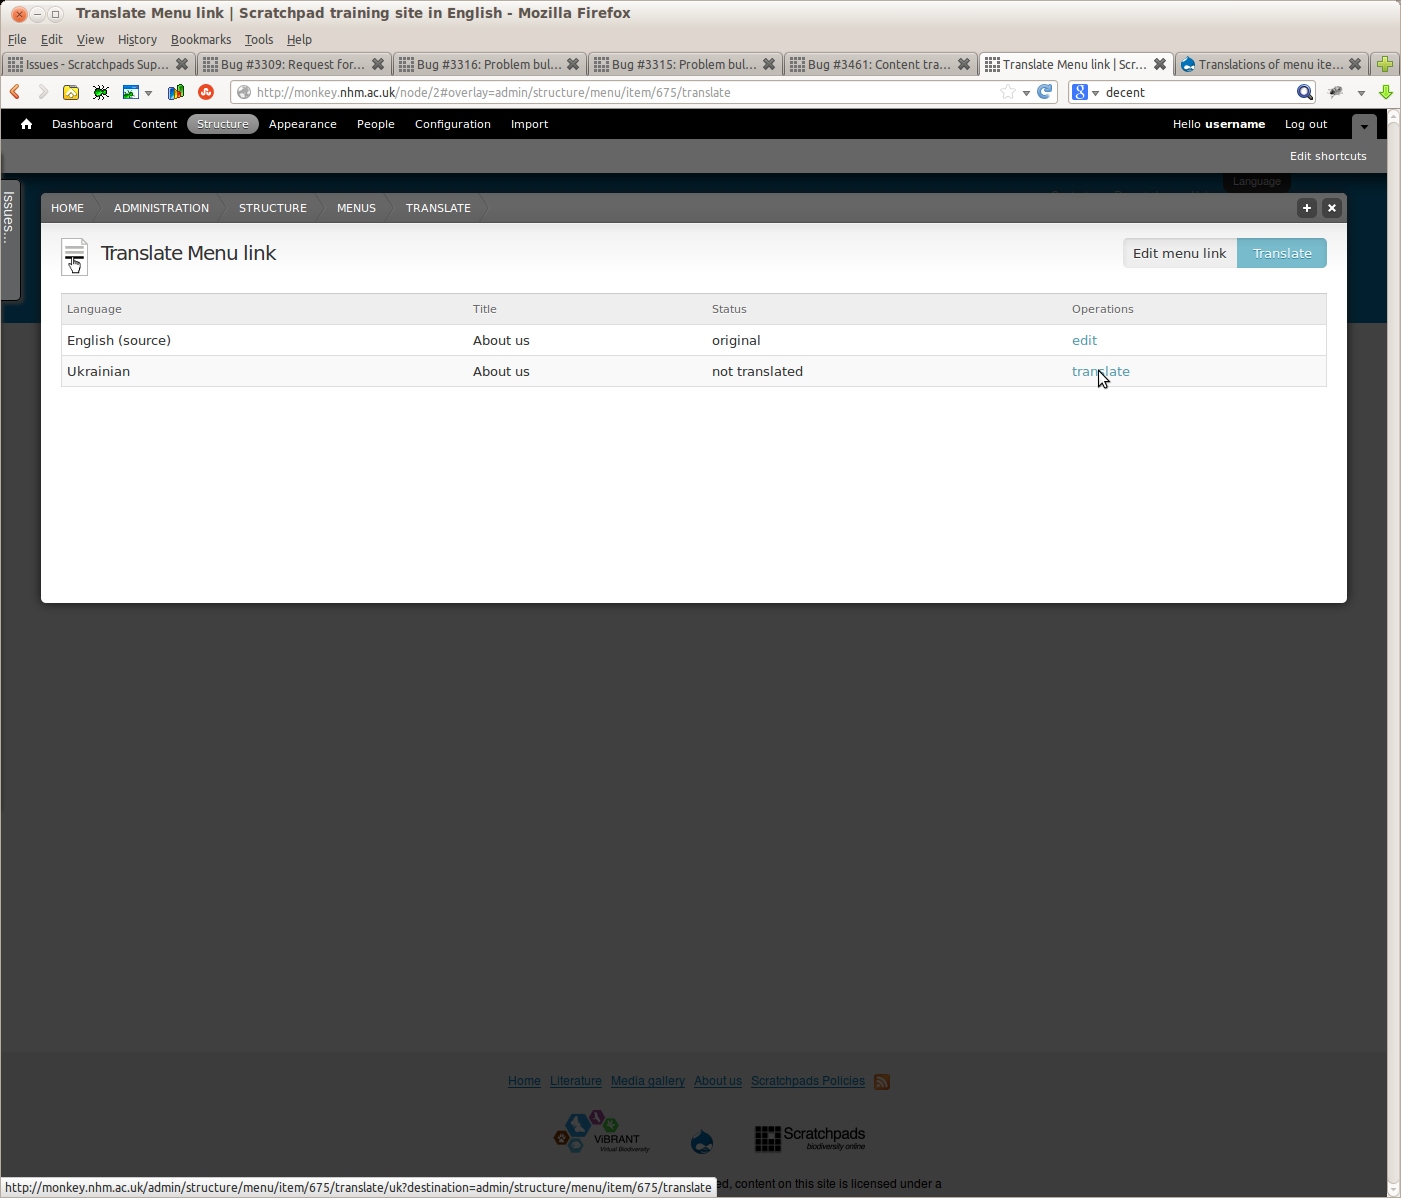 Translate Menu link | Scratchpad training site in English - Mozilla Firefox
File Edit View History Bookmarks Tools Help
Issues - Scratchpads Sup... Bug #3309: Request for... Bug #3316: Problem bul... Bug #3315: Problem bul... Bug #3461: Content tra... Translate Menu link | Scr... Translations of menu ite...
http://monkey.nhm.ac.uk/node/2#overlay=admin/structure/menu/item/675/translate decent
Dashboard Content Structure Appearance People Configuration Import Hello username Log out
Edit shortcuts
Language
Issues...
HOME ADMINISTRATION STRUCTURE MENUS TRANSLATE
Translate Menu link Edit menu link Translate
Language Title Status Operations
English (source) About us original edit
Ukrainian About us not translated translate
Home Literature Media gallery About us Scratchpads Policies
ViBRANT
Virtual Biodiversity
Scratchpads
biodiversity online
http://monkey.nhm.ac.uk/admin/structure/menu/item/675/translate/uk?destination=admin/structure/menu/item/675/translate ed, content on this site is licensed under a